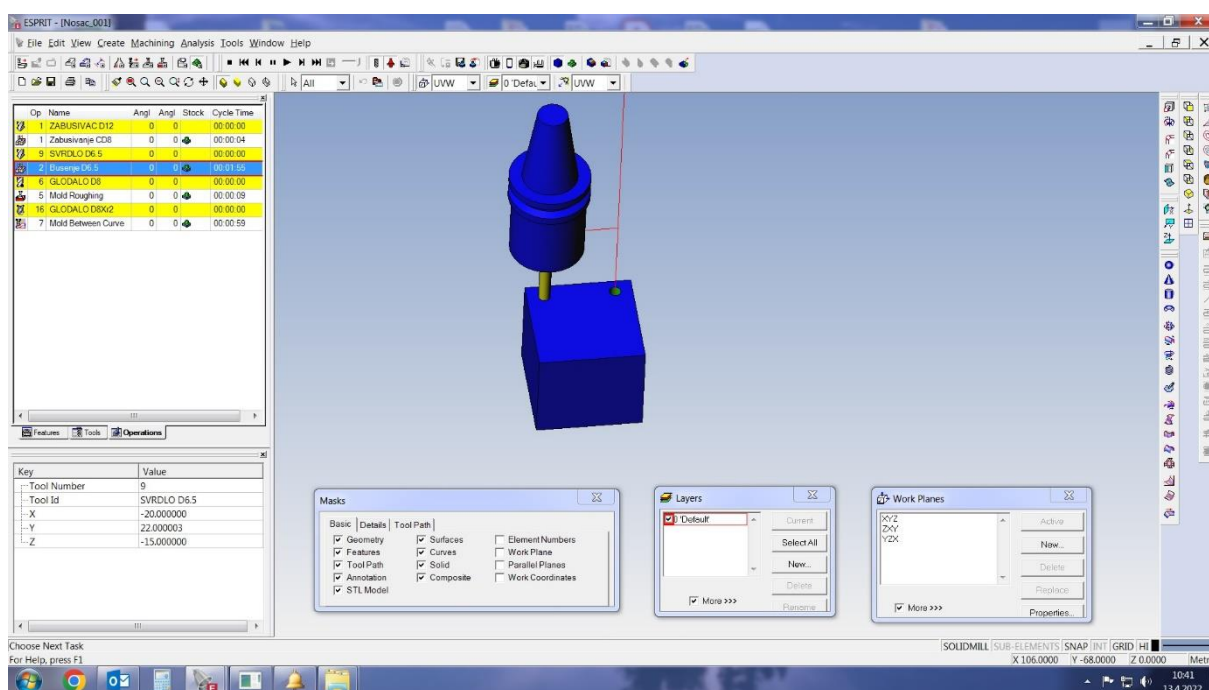 ESPRIT - [Nosac_001]
File Edit View Create Machining Analysis Tools Window Help
All UVW 0 'Defau UVW
Op Name Angl Angl Stock Cycle Time
1 ZABUSIVAC D12 0 0 00:00:00
1 Zabusivanje CD8 0 0 00:00:04
9 SVRDLO D6.5 0 0 00:00:00
2 Busenje D6.5 0 0 00:01:55
6 GLODALO D8 0 0 00:00:00
5 Mold Roughing 0 0 00:00:09
16 GLODALO D8Xr2 0 0 00:00:00
7 Mold Between Curve 0 0 00:00:59
Features Tools Operations
Key Value
Tool Number 9
Tool Id SVRDLO D6.5
X -20.000000
Y 22.000003
Z -15.000000
Masks
Basic Details Tool Path
Geometry Surfaces Element Numbers
Features Curves Work Plane
Tool Path Solid Parallel Planes
Annotation Composite Work Coordinates
STL Model
Layers
0 'Default'
Current
Select All
New...
Delete
Rename
More >>>
Work Planes
XYZ
ZXY
YZX
Active
New...
Delete
Replace
Properties...
More >>>
Choose Next Task
SOLIDMILL SUB-ELEMENTS SNAP INT GRID HI
For Help, press F1
X 106.0000 Y -68.0000 Z 0.0000 Metr
10:41
13.4.2022